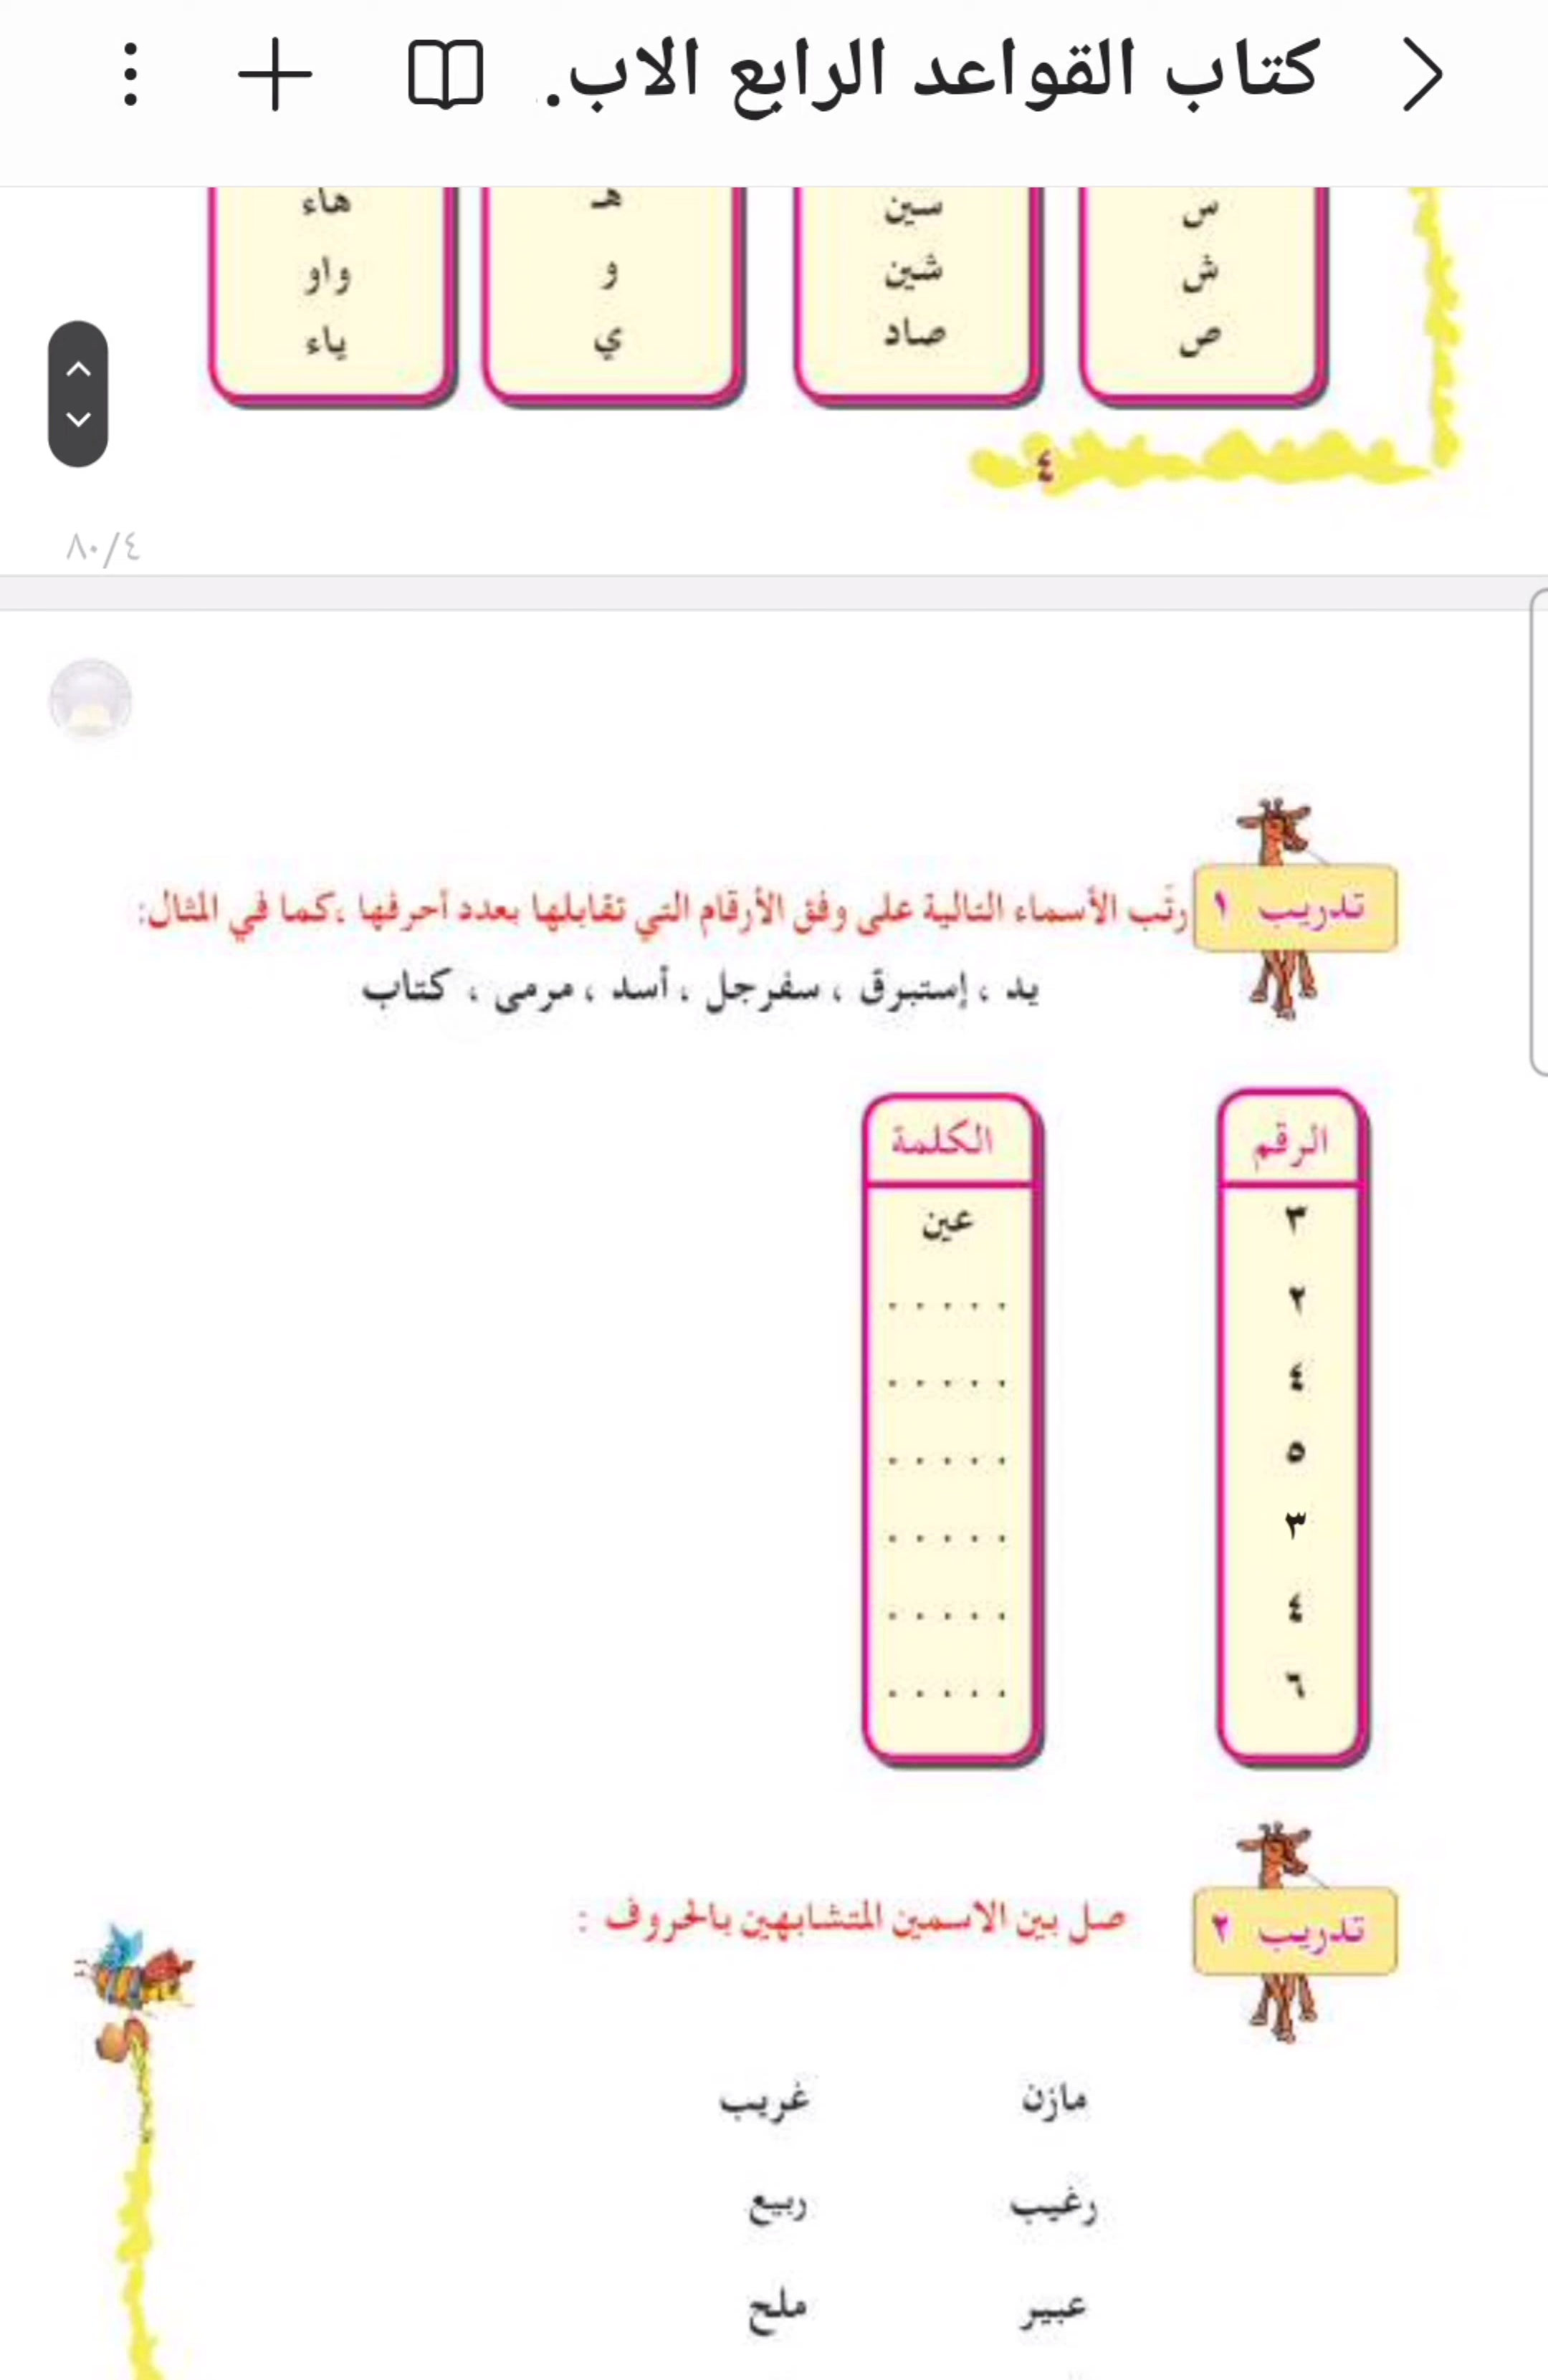 كتاب القواعد الرابع الاب.
س سين هـ هاء
ش شين و واو
ص صاد ي ياء
٤
٨٠/٤
تدريب ١ رتّب الأسماء التالية على وفق الأرقام التي تقابلها بعدد أحرفها ،كما في المثال:
يد ، إستبرق ، سفرجل ، أسد ، مرمى ، كتاب
الرقم الكلمة
٣ عين
٢ . . . . .
٤ . . . . .
٥ . . . . .
٣ . . . . .
٤ . . . . .
٦ . . . . .
تدريب ٢ صل بين الاسمين المتشابهين بالحروف :
مازن غريب
رغيب ربيع
عبير ملح